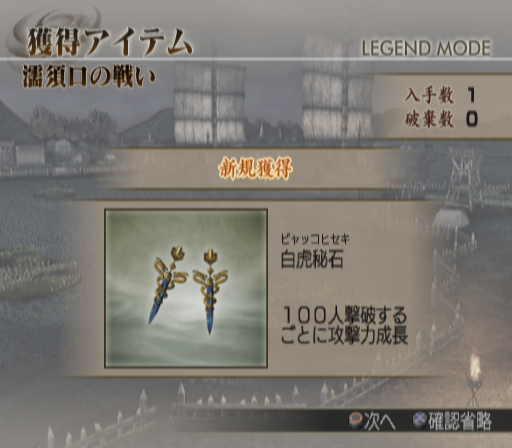 獲得アイテム
LEGEND MODE
濡須口の戦い
入手数 1
破棄数 0
新規獲得
ビャッコヒセキ
白虎秘石
１００人撃破する
ごとに攻撃力成長
次へ 確認省略